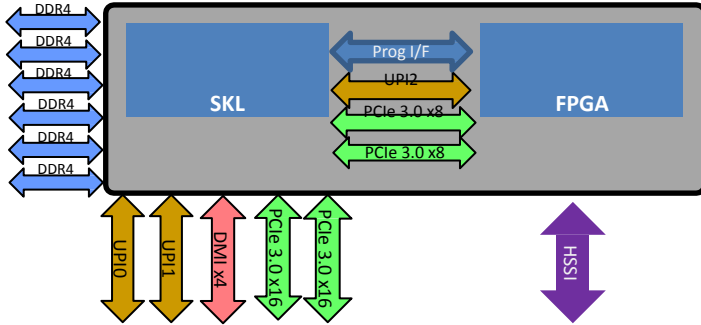 DDR4
DDR4
DDR4
DDR4
DDR4
DDR4
SKL
Prog I/F
UPI2
PCIe 3.0 x8
PCIe 3.0 x8
FPGA
UPI0
UPI1
DMI x4
PCIe 3.0 x16
PCIe 3.0 x16
HSSI